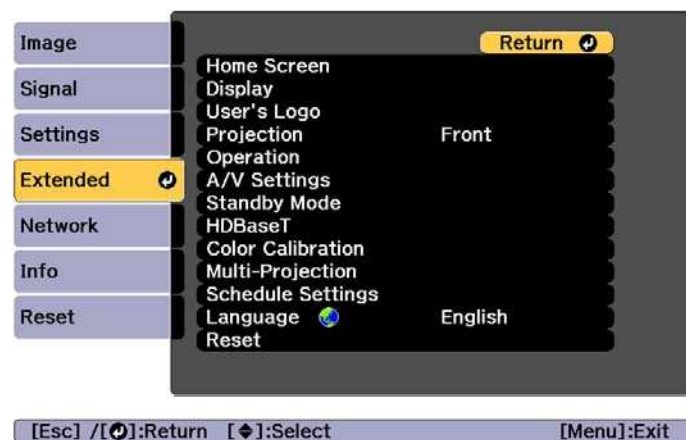 Image
Signal
Settings
Extended
Network
Info
Reset
Return
Home Screen
Display
User's Logo
Projection Front
Operation
A/V Settings
Standby Mode
HDBaseT
Color Calibration
Multi-Projection
Schedule Settings
Language English
Reset
[Esc] /[⏎]:Return [◆]:Select [Menu]:Exit